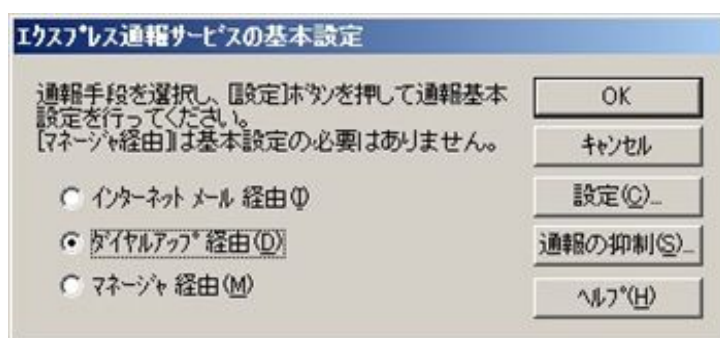 ｴｸｽﾌﾟﾚｽ通報ｻｰﾋﾞｽの基本設定
通報手段を選択し、[設定]ﾎﾞﾀﾝを押して通報基本
設定を行ってください。
[ﾏﾈｰｼﾞｬ経由]は基本設定の必要はありません。
ｲﾝﾀｰﾈｯﾄ ﾒｰﾙ 経由(I)
ﾀﾞｲﾔﾙｱｯﾌﾟ 経由(D)
ﾏﾈｰｼﾞｬ 経由(M)
OK
ｷｬﾝｾﾙ
設定(C)...
通報の抑制(S)...
ﾍﾙﾌﾟ(H)